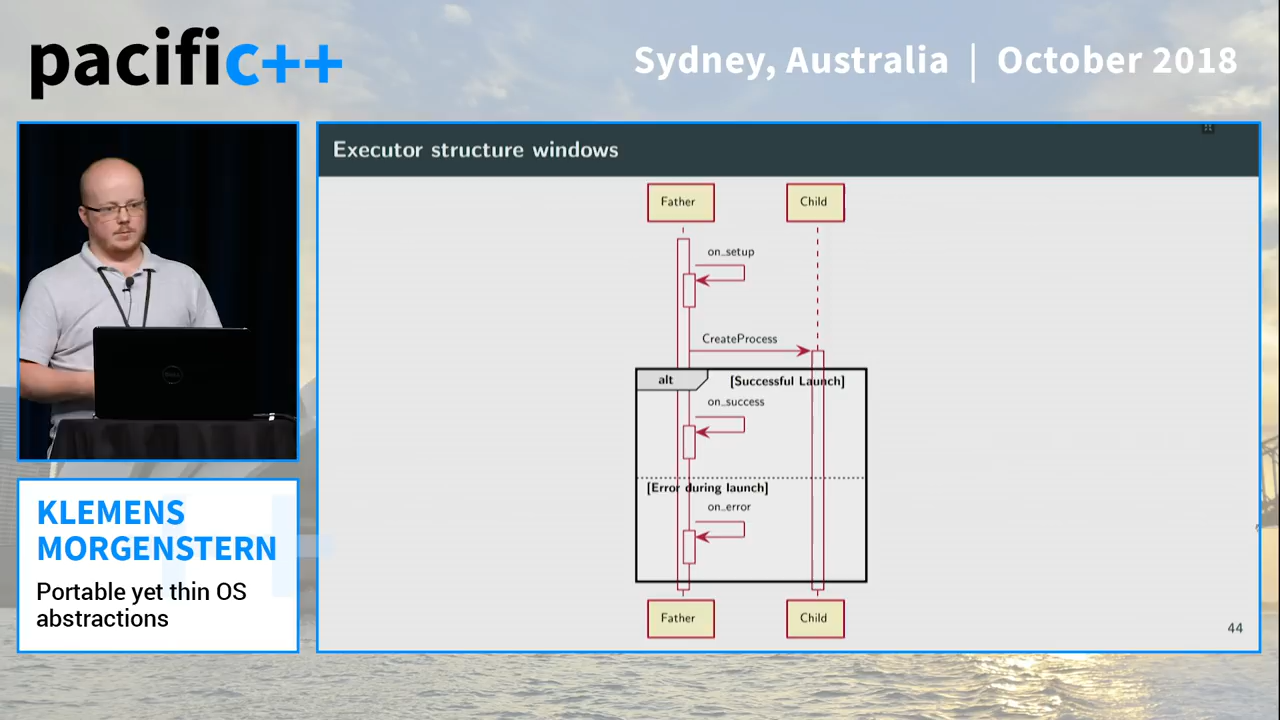 pacific++
Sydney, Australia | October 2018
Executor structure windows
Father
Child
on_setup
CreateProcess
alt
[Successful Launch]
on_success
[Error during launch]
on_error
Father
Child
44
KLEMENS
MORGENSTERN
Portable yet thin OS
abstractions